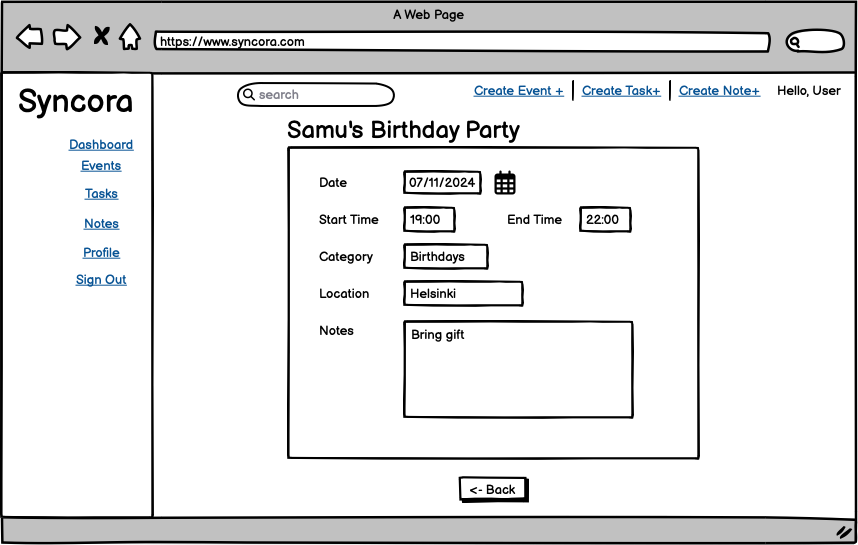 A Web Page
https://www.syncora.com
Syncora
Dashboard
Events
Tasks
Notes
Profile
Sign Out
search
Create Event +
Create Task+
Create Note+
Hello, User
Samu's Birthday Party
Date 07/11/2024
Start Time 19:00 End Time 22:00
Category Birthdays
Location Helsinki
Notes Bring gift
<- Back